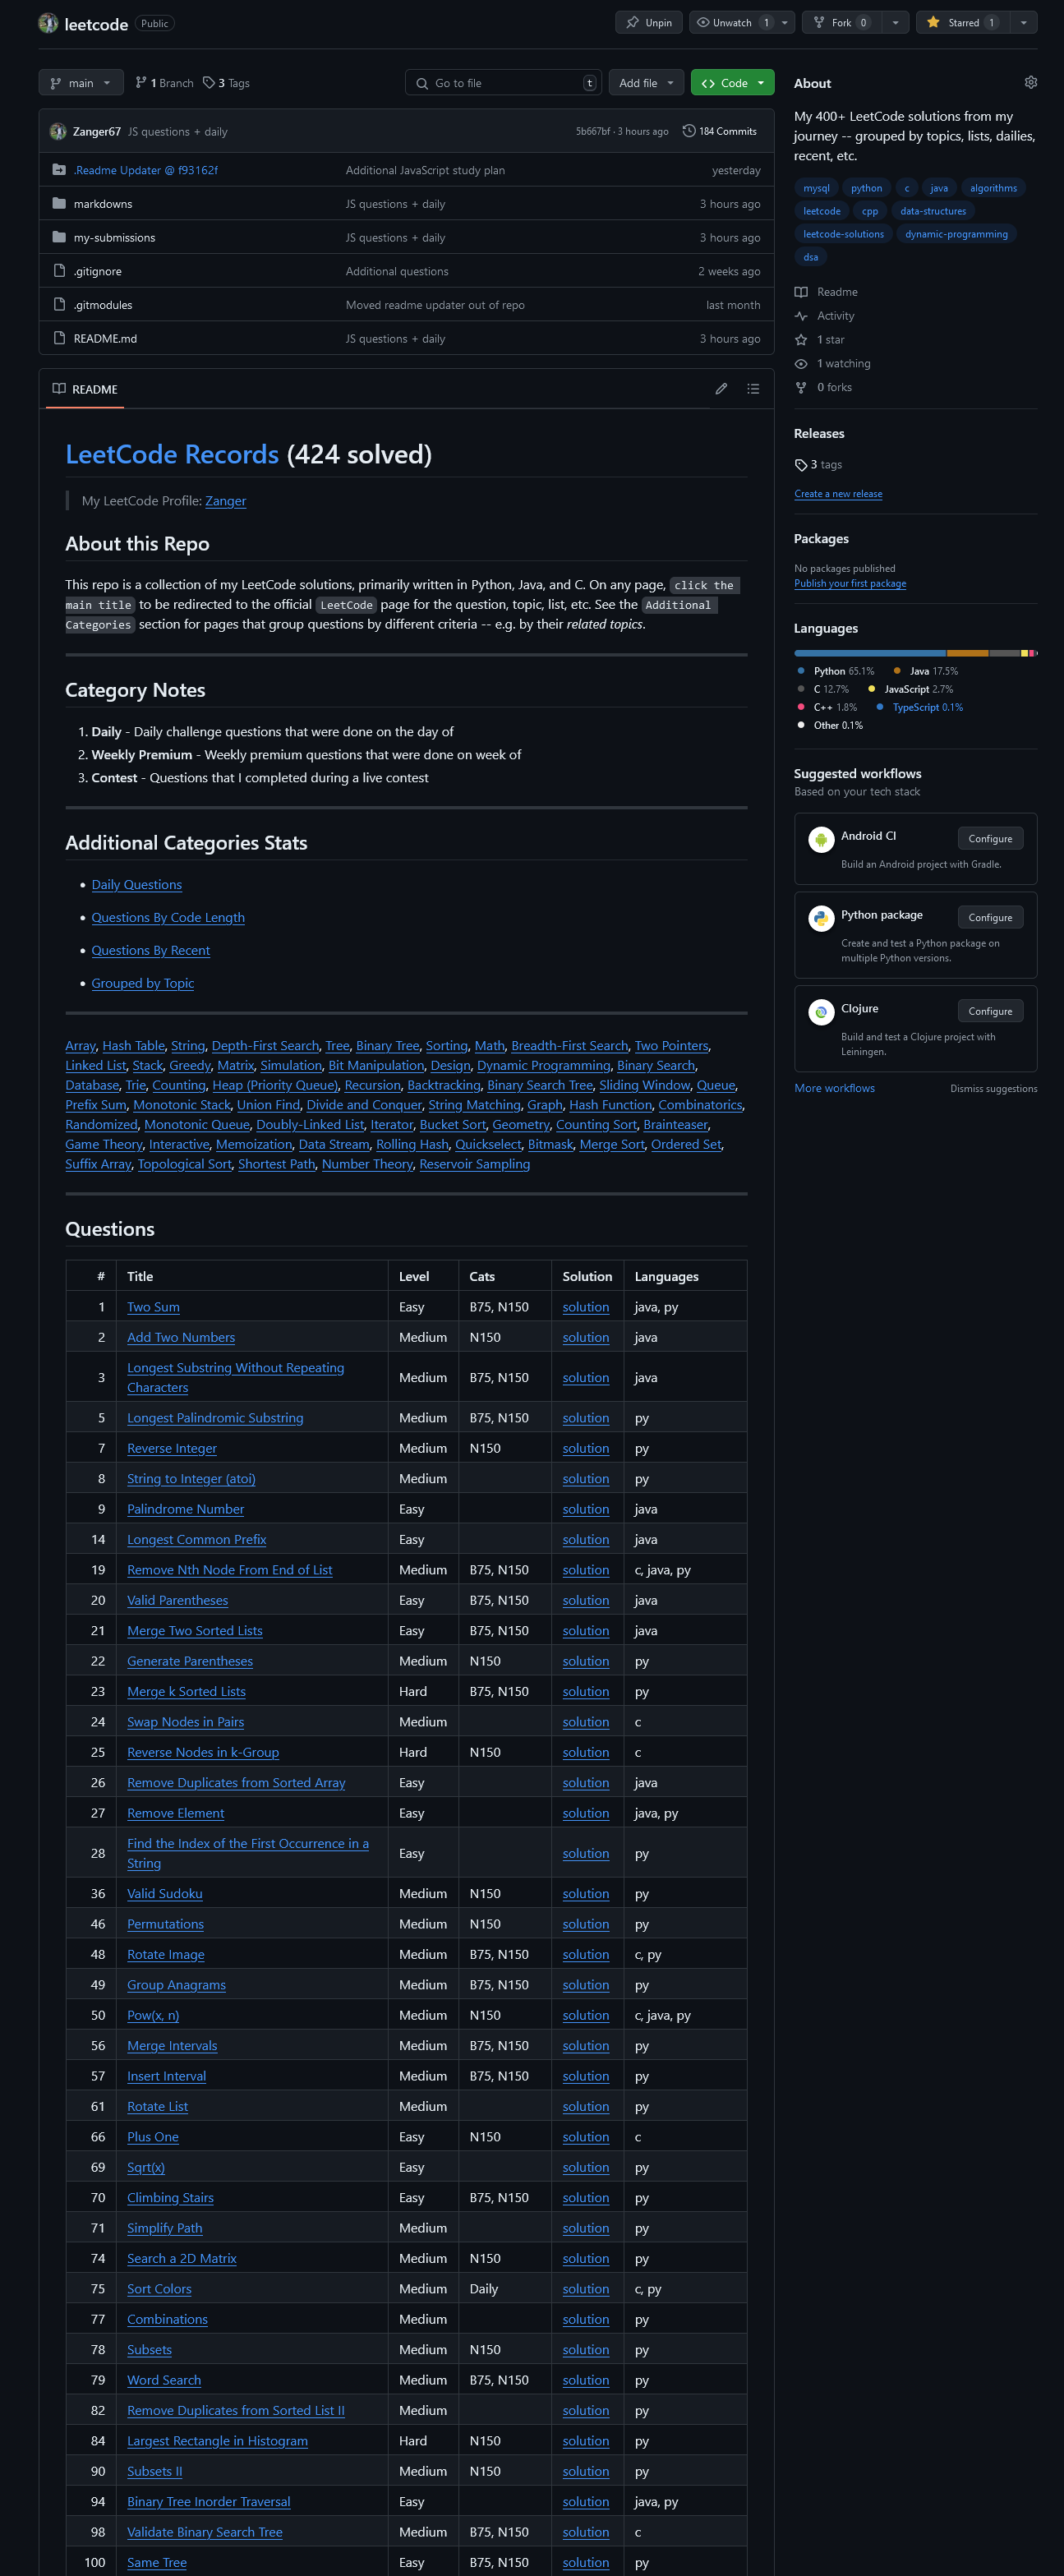 leetcode Public Unpin Unwatch 1 Fork 0 Starred 1
main 1 Branch 3 Tags Go to file t Add file Code
Zanger67 JS questions + daily 5b667bf · 3 hours ago 184 Commits
.Readme Updater @ f93162f Additional JavaScript study plan yesterday
markdowns JS questions + daily 3 hours ago
my-submissions JS questions + daily 3 hours ago
.gitignore Additional questions 2 weeks ago
.gitmodules Moved readme updater out of repo last month
README.md JS questions + daily 3 hours ago
README
LeetCode Records (424 solved)
My LeetCode Profile: Zanger
About this Repo
This repo is a collection of my LeetCode solutions, primarily written in Python, Java, and C. On any page, click the
main title to be redirected to the official LeetCode page for the question, topic, list, etc. See the Additional
Categories section for pages that group questions by different criteria -- e.g. by their related topics.
Category Notes
1. Daily - Daily challenge questions that were done on the day of
2. Weekly Premium - Weekly premium questions that were done on week of
3. Contest - Questions that I completed during a live contest
Additional Categories Stats
• Daily Questions
• Questions By Code Length
• Questions By Recent
• Grouped by Topic
Array, Hash Table, String, Depth-First Search, Tree, Binary Tree, Sorting, Math, Breadth-First Search, Two Pointers,
Linked List, Stack, Greedy, Matrix, Simulation, Bit Manipulation, Design, Dynamic Programming, Binary Search,
Database, Trie, Counting, Heap (Priority Queue), Recursion, Backtracking, Binary Search Tree, Sliding Window, Queue,
Prefix Sum, Monotonic Stack, Union Find, Divide and Conquer, String Matching, Graph, Hash Function, Combinatorics,
Randomized, Monotonic Queue, Doubly-Linked List, Iterator, Bucket Sort, Geometry, Counting Sort, Brainteaser,
Game Theory, Interactive, Memoization, Data Stream, Rolling Hash, Quickselect, Bitmask, Merge Sort, Ordered Set,
Suffix Array, Topological Sort, Shortest Path, Number Theory, Reservoir Sampling
Questions
# Title Level Cats Solution Languages
1 Two Sum Easy B75, N150 solution java, py
2 Add Two Numbers Medium N150 solution java
3 Longest Substring Without Repeating
Characters Medium B75, N150 solution java
5 Longest Palindromic Substring Medium B75, N150 solution py
7 Reverse Integer Medium N150 solution py
8 String to Integer (atoi) Medium solution py
9 Palindrome Number Easy solution java
14 Longest Common Prefix Easy solution java
19 Remove Nth Node From End of List Medium B75, N150 solution c, java, py
20 Valid Parentheses Easy B75, N150 solution java
21 Merge Two Sorted Lists Easy B75, N150 solution java
22 Generate Parentheses Medium N150 solution py
23 Merge k Sorted Lists Hard B75, N150 solution py
24 Swap Nodes in Pairs Medium solution c
25 Reverse Nodes in k-Group Hard N150 solution c
26 Remove Duplicates from Sorted Array Easy solution java
27 Remove Element Easy solution java, py
28 Find the Index of the First Occurrence in a
String Easy solution py
36 Valid Sudoku Medium N150 solution py
46 Permutations Medium N150 solution py
48 Rotate Image Medium B75, N150 solution c, py
49 Group Anagrams Medium B75, N150 solution py
50 Pow(x, n) Medium N150 solution c, java, py
56 Merge Intervals Medium B75, N150 solution py
57 Insert Interval Medium B75, N150 solution py
61 Rotate List Medium solution py
66 Plus One Easy N150 solution c
69 Sqrt(x) Easy solution py
70 Climbing Stairs Easy B75, N150 solution py
71 Simplify Path Medium solution py
74 Search a 2D Matrix Medium N150 solution py
75 Sort Colors Medium Daily solution c, py
77 Combinations Medium solution py
78 Subsets Medium N150 solution py
79 Word Search Medium B75, N150 solution py
82 Remove Duplicates from Sorted List II Medium solution py
84 Largest Rectangle in Histogram Hard N150 solution py
90 Subsets II Medium N150 solution py
94 Binary Tree Inorder Traversal Easy solution java, py
98 Validate Binary Search Tree Medium B75, N150 solution c
100 Same Tree Easy B75, N150 solution py
About
My 400+ LeetCode solutions from my
journey -- grouped by topics, lists, dailies,
recent, etc.
mysql python c java algorithms
leetcode cpp data-structures
leetcode-solutions dynamic-programming
dsa
Readme
Activity
1 star
1 watching
0 forks
Releases
3 tags
Create a new release
Packages
No packages published
Publish your first package
Languages
Python 65.1% Java 17.5%
C 12.7% JavaScript 2.7%
C++ 1.8% TypeScript 0.1%
Other 0.1%
Suggested workflows
Based on your tech stack
Android CI Configure
Build an Android project with Gradle.
Python package Configure
Create and test a Python package on
multiple Python versions.
Clojure Configure
Build and test a Clojure project with
Leiningen.
More workflows Dismiss suggestions